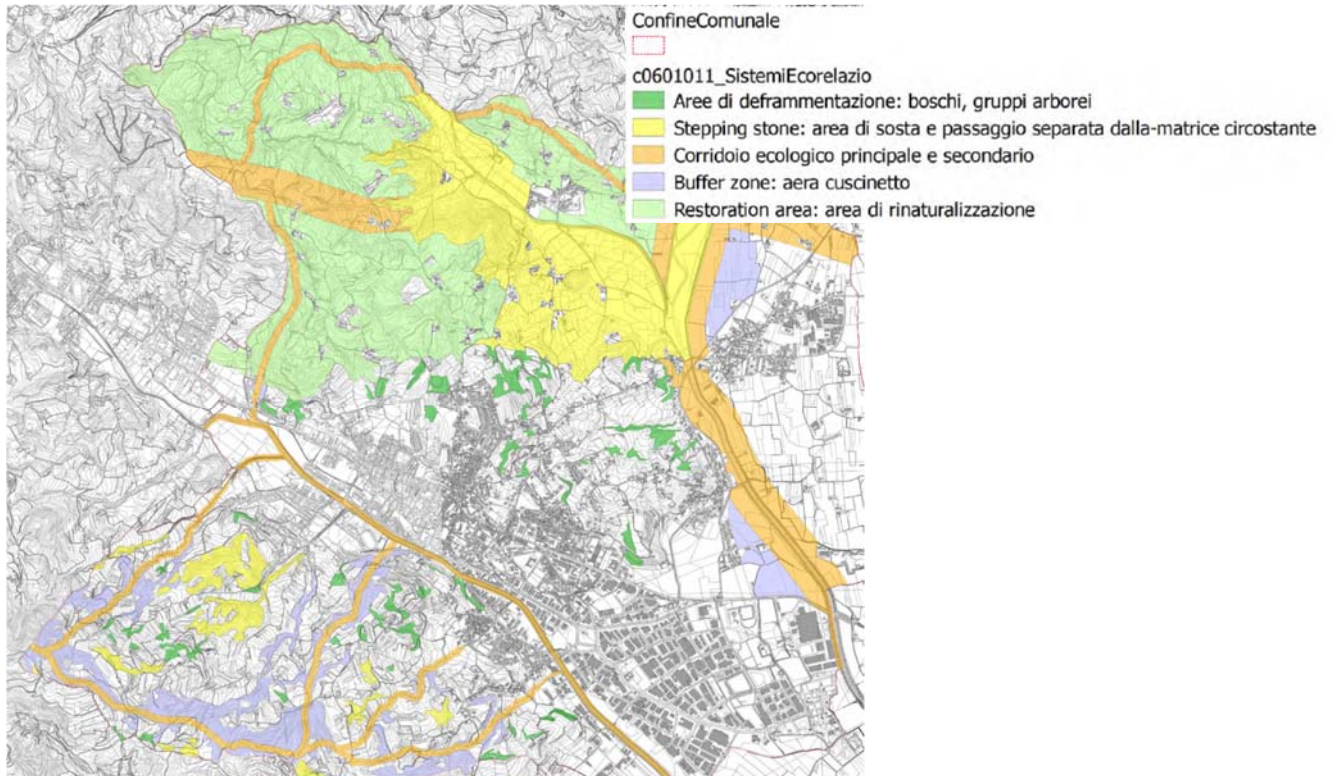 ConfineComunale
c0601011_SistemiEcorelazio
Aree di deframmentazione: boschi, gruppi arborei
Stepping stone: area di sosta e passaggio separata dalla-matrice circostante
Corridoio ecologico principale e secondario
Buffer zone: aera cuscinetto
Restoration area: area di rinaturalizzazione